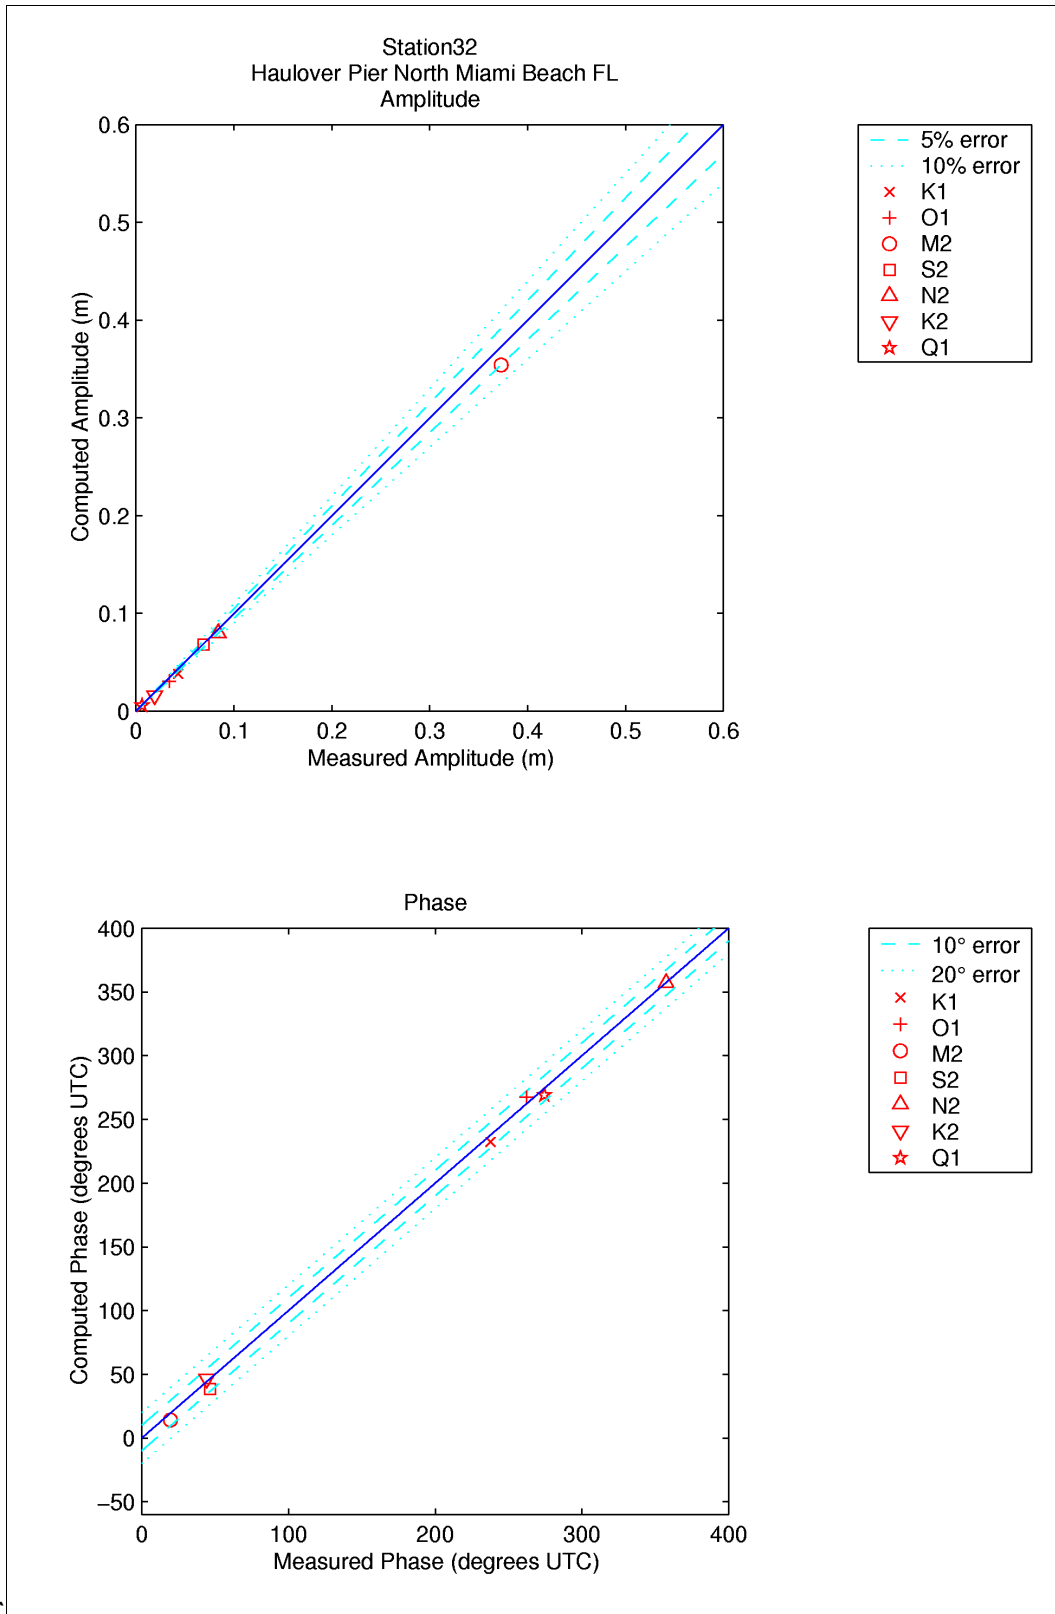 Station32
Haulover Pier North Miami Beach FL
Amplitude
0.6
0.5
0.4
0.3
0.2
0.1
0
Computed Amplitude (m)
0 0.1 0.2 0.3 0.4 0.5 0.6
Measured Amplitude (m)
5% error
10% error
K1
O1
M2
S2
N2
K2
Q1
Phase
400
350
300
250
200
150
100
50
0
−50
Computed Phase (degrees UTC)
0 100 200 300 400
Measured Phase (degrees UTC)
10° error
20° error
K1
O1
M2
S2
N2
K2
Q1